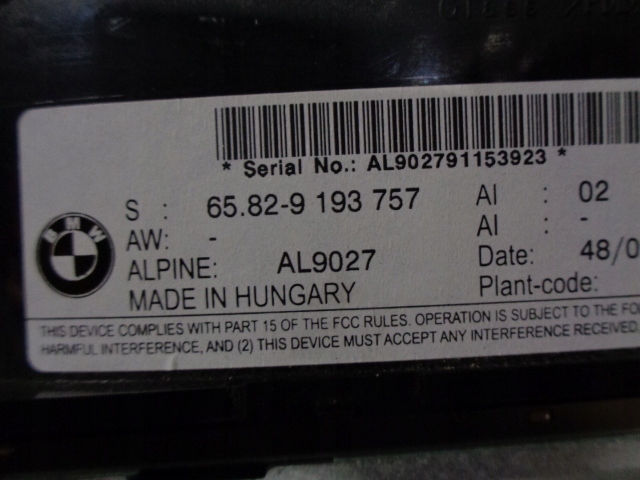 * Serial No.: AL902791153923 *
S : 65.82-9 193 757 AI : 02
AW: - AI : -
ALPINE: AL9027 Date: 48/0
MADE IN HUNGARY Plant-code:
BMW
THIS DEVICE COMPLIES WITH PART 15 OF THE FCC RULES. OPERATION IS SUBJECT TO THE FO
HARMFUL INTERFERENCE, AND (2) THIS DEVICE MUST ACCEPT ANY INTERFERENCE RECEIVED